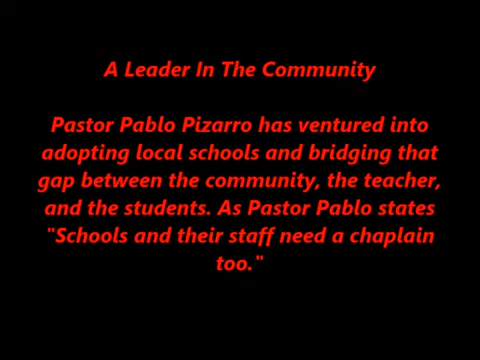 A Leader In The Community
Pastor Pablo Pizarro has ventured into
adopting local schools and bridging that
gap between the community, the teacher,
and the students. As Pastor Pablo states
"Schools and their staff need a chaplain
too."